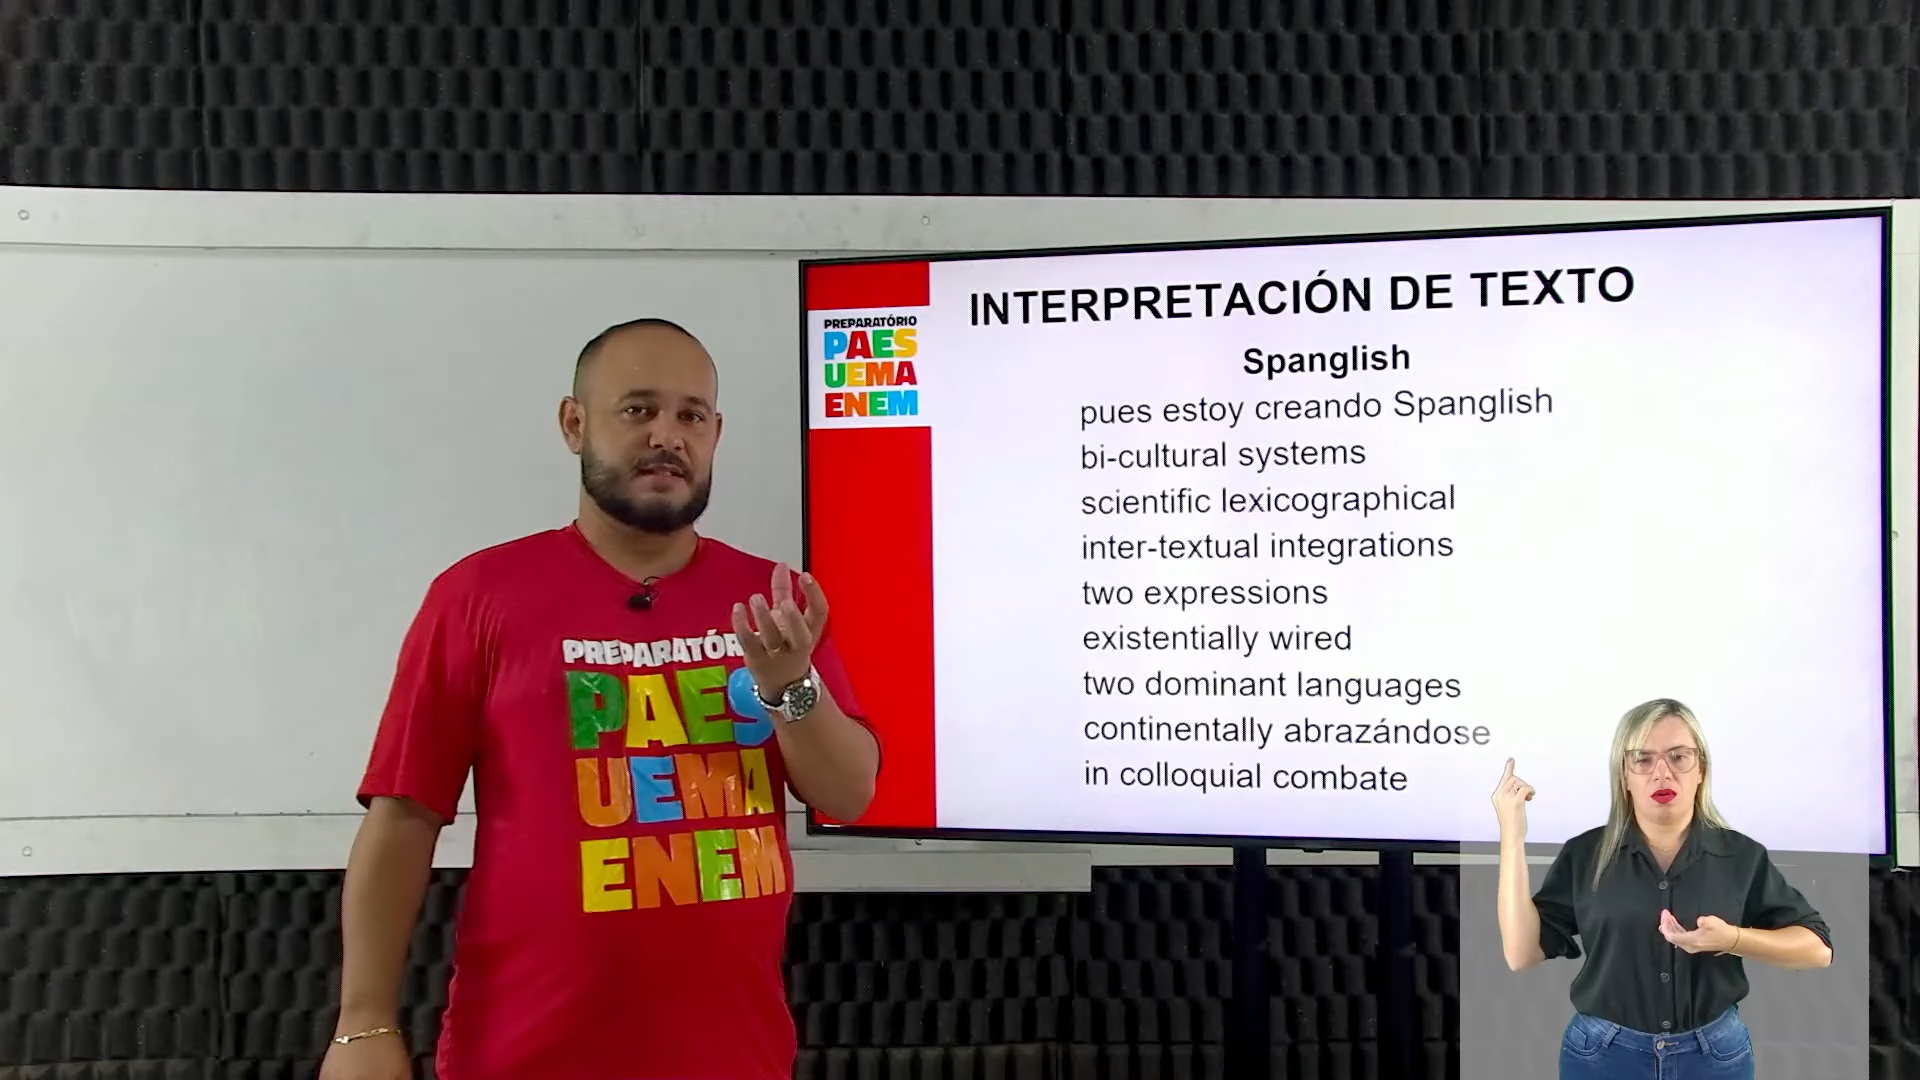 INTERPRETACIÓN DE TEXTO
PREPARATÓRIO
PAES
UEMA
ENEM
Spanglish
pues estoy creando Spanglish
bi-cultural systems
scientific lexicographical
inter-textual integrations
two expressions
existentially wired
two dominant languages
continentally abrazándose
in colloquial combate
PREPARATÓR
PAES
UEMA
ENEM